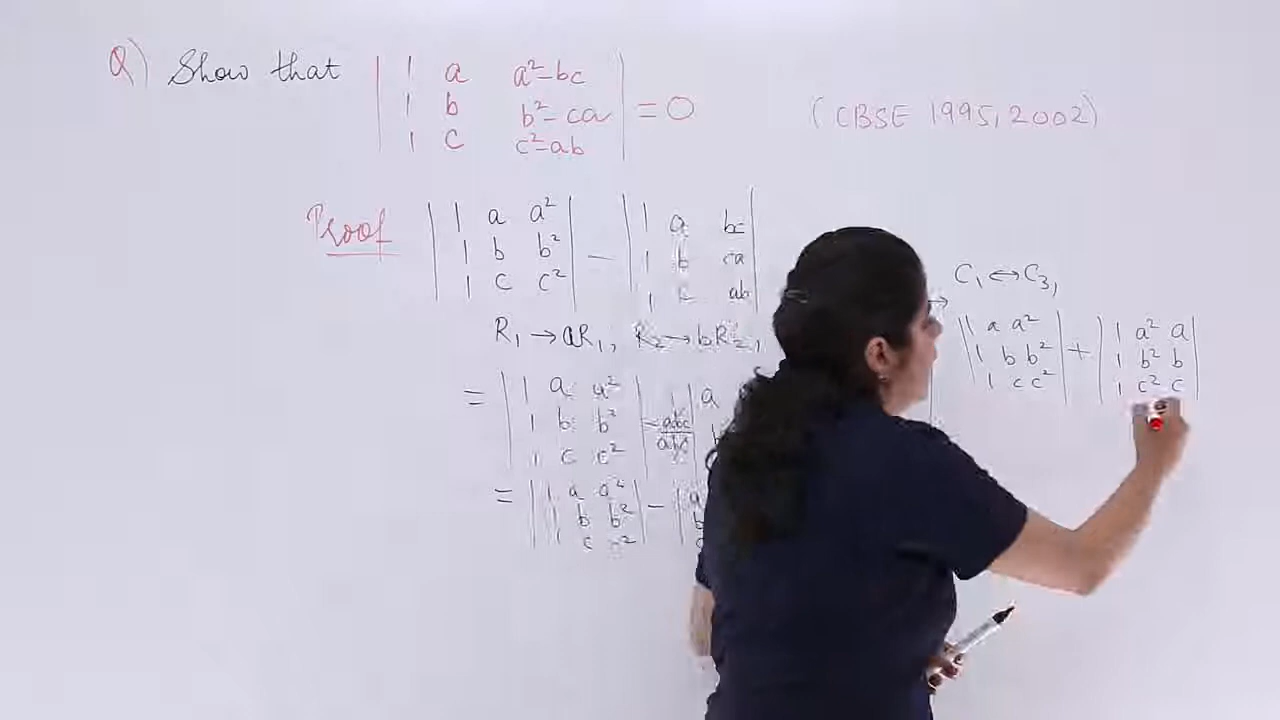 Q) Show that | 1 a a²-bc | = 0 (CBSE 1995, 2002)
| 1 b b²-ca |
| 1 c c²-ab |
Proof | 1 a a² | - | 1 a bc |
| 1 b b² | | 1 b ca |
| 1 c c² | | 1 c ab |
R₁→aR₁, R₂→bR₂,
= | 1 a a² | - abc/abc | a
| 1 b b² | | b
| 1 c c² |
= | 1 a a² | - | a
| 1 b b² | | b
| 1 c c² |
→ C₁↔C₃,
| 1 a a² | + | 1 a² a |
| 1 b b² | | 1 b² b |
| 1 c c² | | 1 c² c |